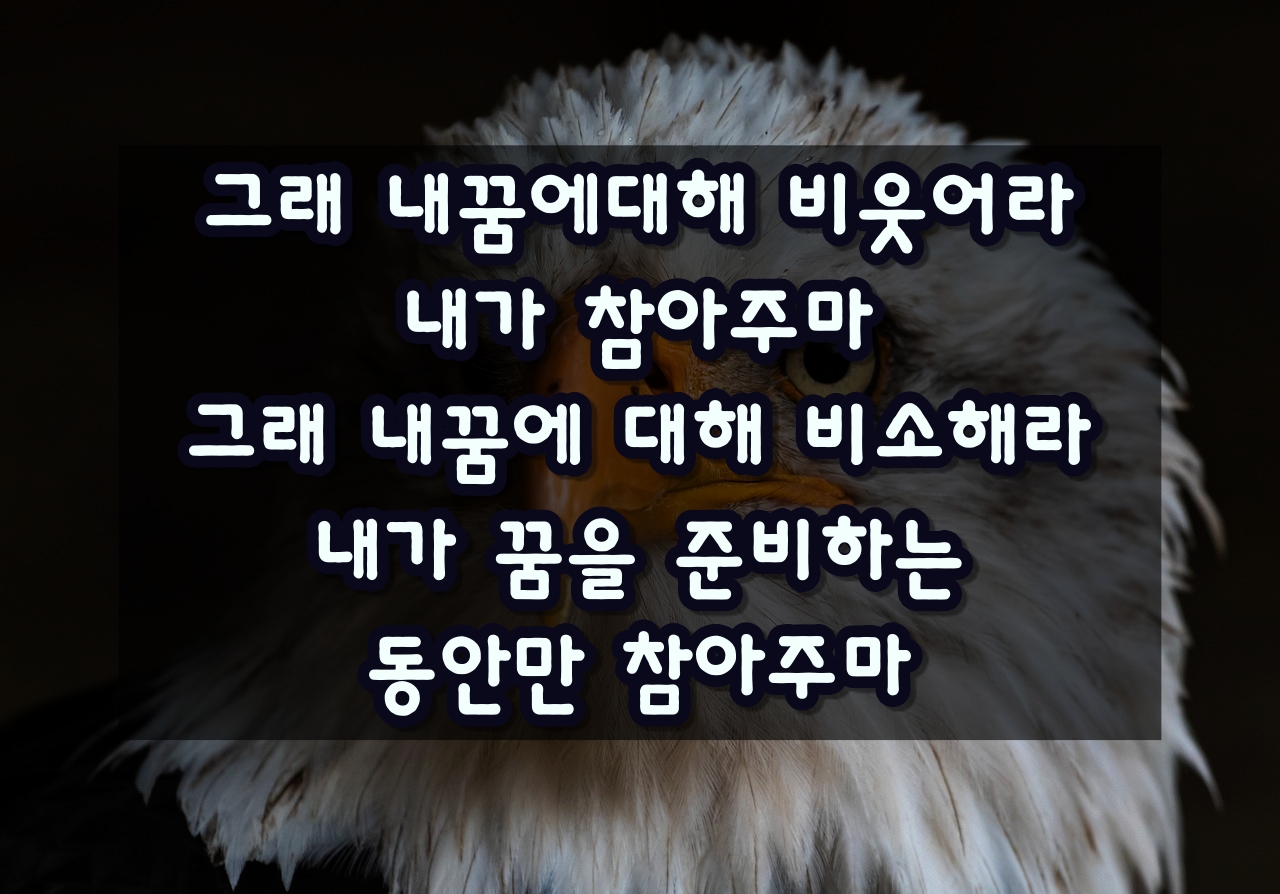 그래 내꿈에대해 비웃어라
내가 참아주마
그래 내꿈에 대해 비소해라
내가 꿈을 준비하는
동안만 참아주마